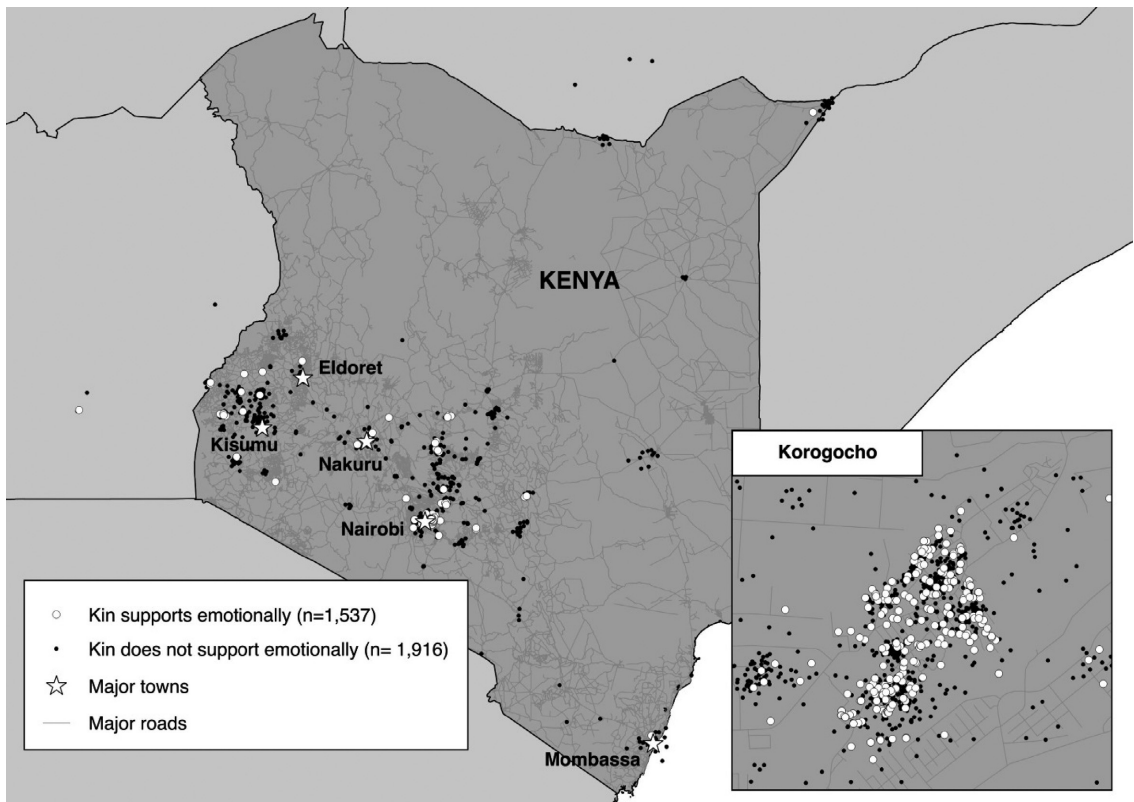 KENYA
Eldoret
Kisumu
Nakuru
Nairobi
Mombassa
Korogocho
Kin supports emotionally (n=1,537)
Kin does not support emotionally (n= 1,916)
Major towns
Major roads